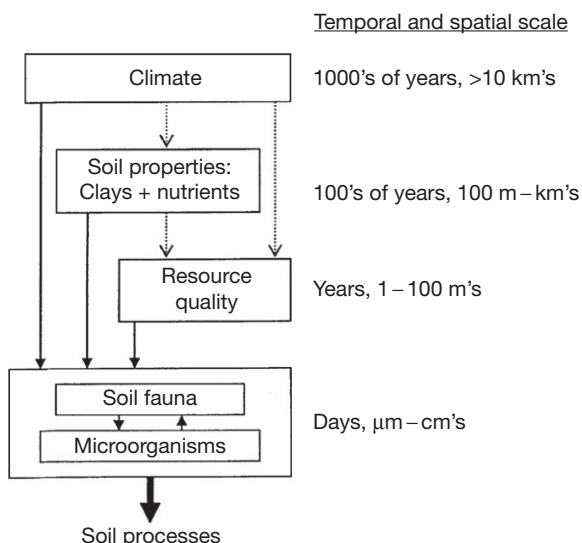 Temporal and spatial scale
Climate
1000's of years, >10 km's
Soil properties:
Clays + nutrients
100's of years, 100 m–km's
Resource
quality
Years, 1–100 m's
Soil fauna
Microorganisms
Days, μm–cm's
Soil processes